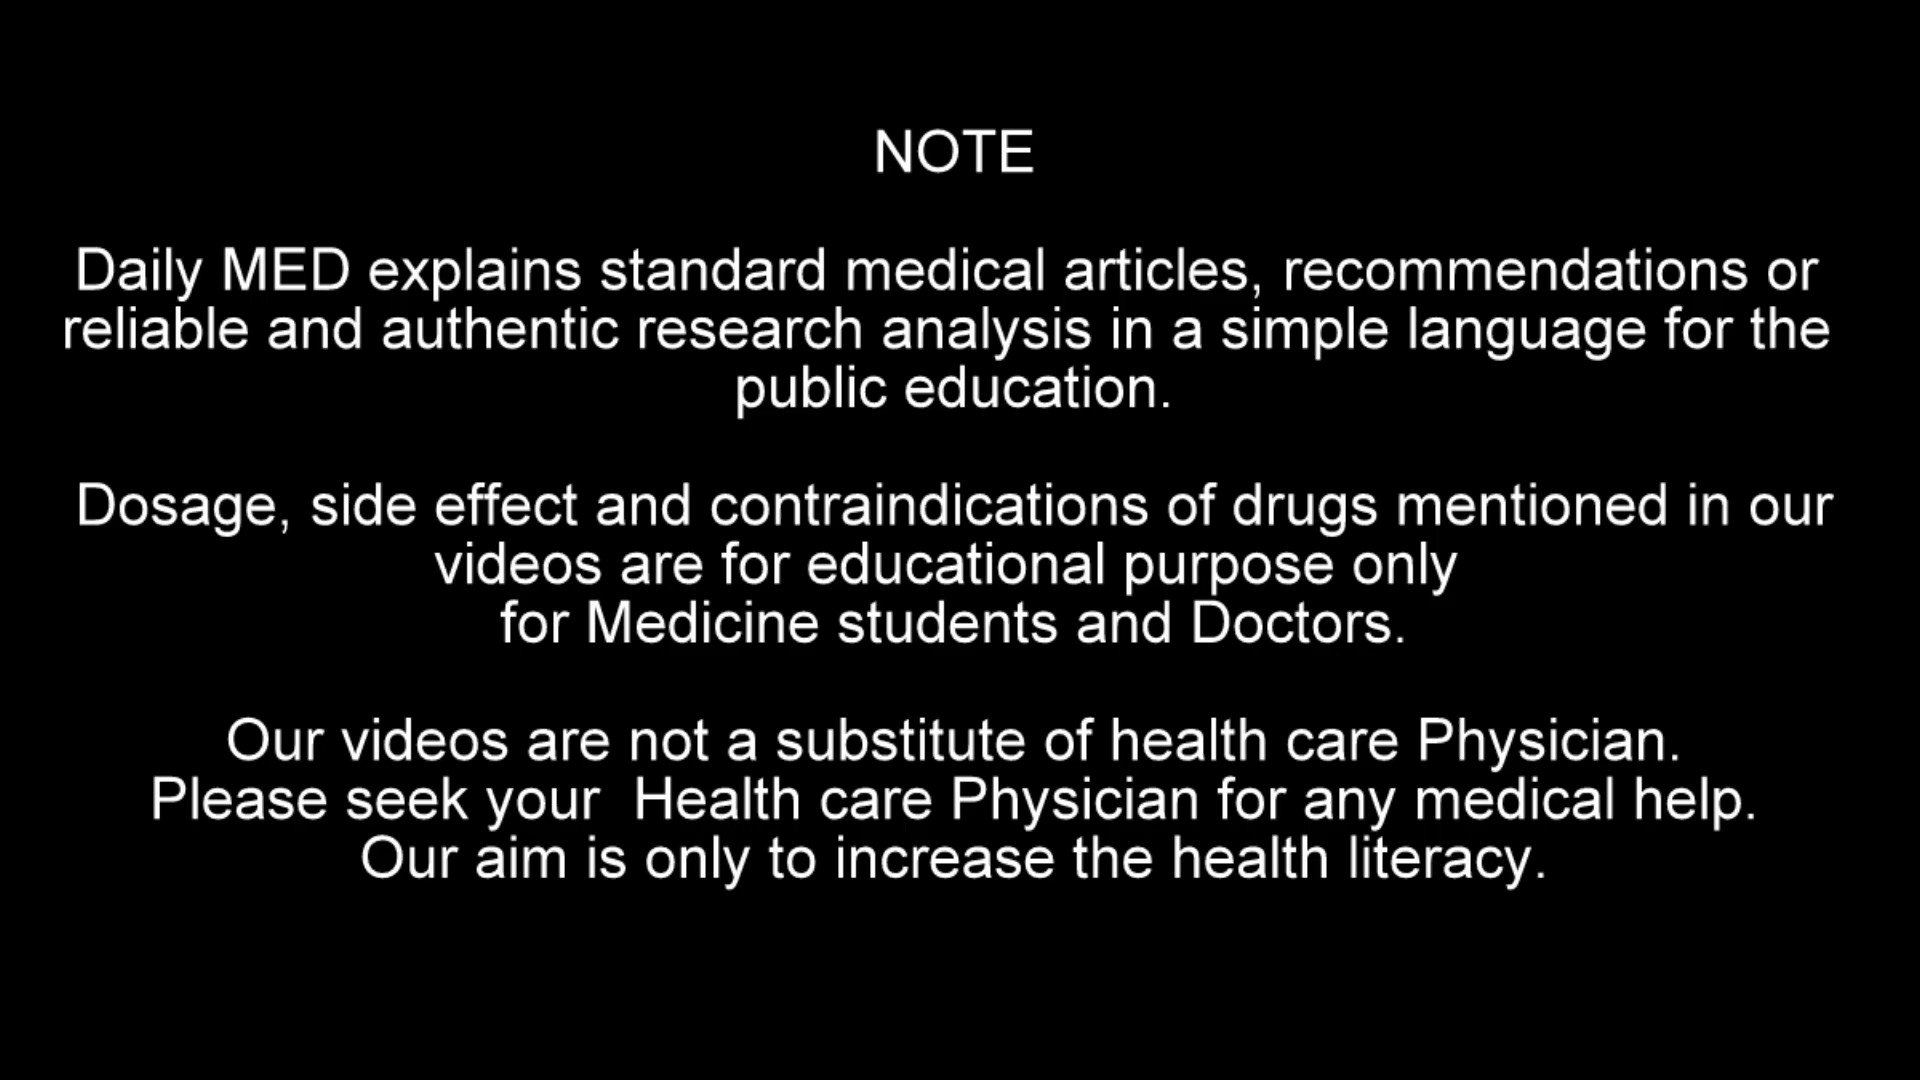 NOTE
Daily MED explains standard medical articles, recommendations or
reliable and authentic research analysis in a simple language for the
public education.
Dosage, side effect and contraindications of drugs mentioned in our
videos are for educational purpose only
for Medicine students and Doctors.
Our videos are not a substitute of health care Physician.
Please seek your  Health care Physician for any medical help.
Our aim is only to increase the health literacy.